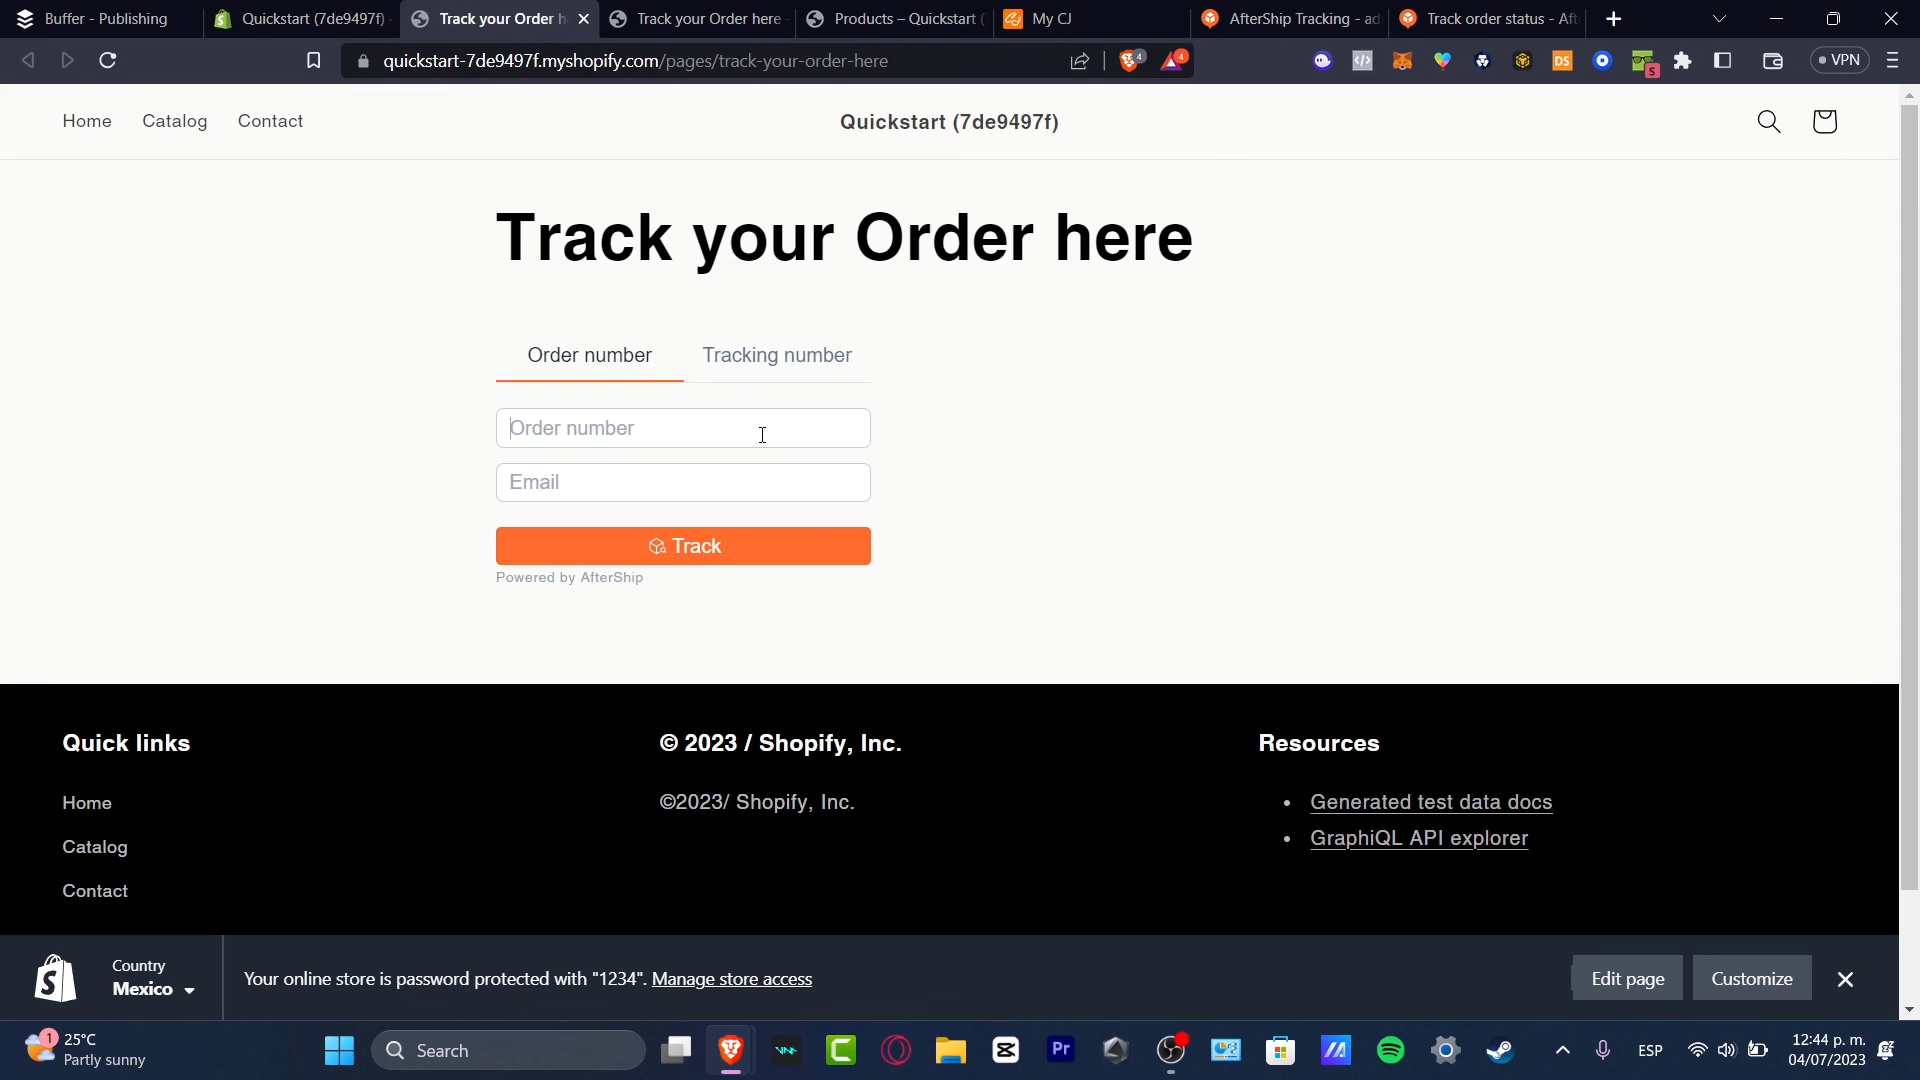 Buffer - Publishing
Quickstart (7de9497f)
Track your Order h
Track your Order here
Products – Quickstart (
My CJ
AfterShip Tracking - ad
Track order status - Aft
quickstart-7de9497f.myshopify.com/pages/track-your-order-here
4
4
DS
S
VPN
Home
Catalog
Contact
Quickstart (7de9497f)
Track your Order here
Order number
Tracking number
Order number
Email
Track
Powered by AfterShip
Quick links
© 2023 / Shopify, Inc.
Resources
Home
©2023/ Shopify, Inc.
Generated test data docs
Catalog
GraphiQL API explorer
Contact
Country
Mexico
Your online store is password protected with "1234". Manage store access
Edit page
Customize
1
25°C
Partly sunny
Search
Pr
ESP
12:44 p. m.
04/07/2023